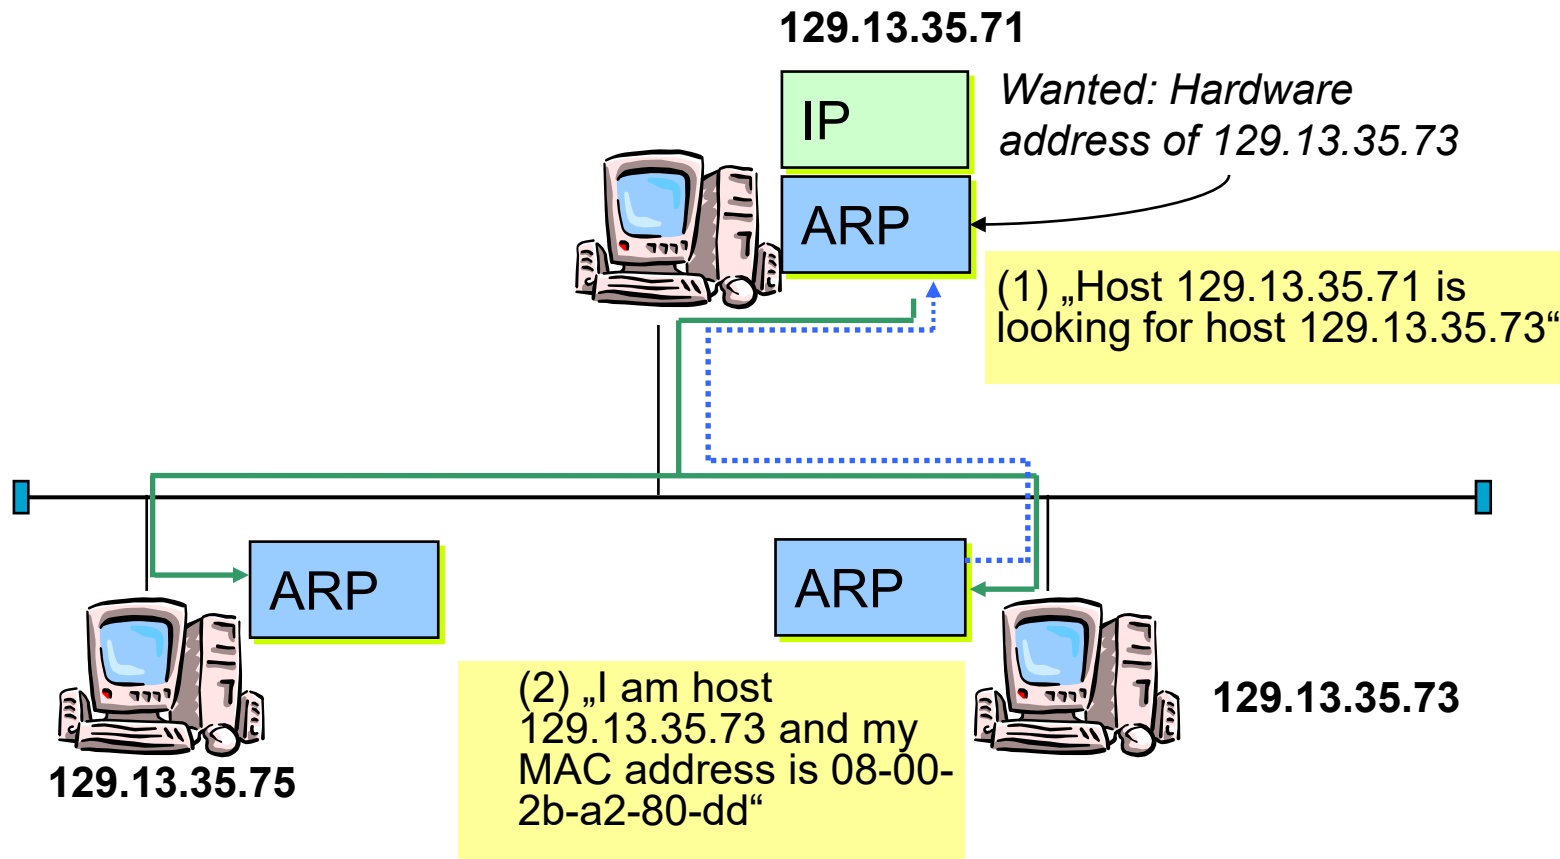 129.13.35.71
IP
Wanted: Hardware
address of 129.13.35.73
ARP
(1) „Host 129.13.35.71 is
looking for host 129.13.35.73“
ARP
ARP
(2) „I am host
129.13.35.73 and my
MAC address is 08-00-
2b-a2-80-dd“
129.13.35.73
129.13.35.75